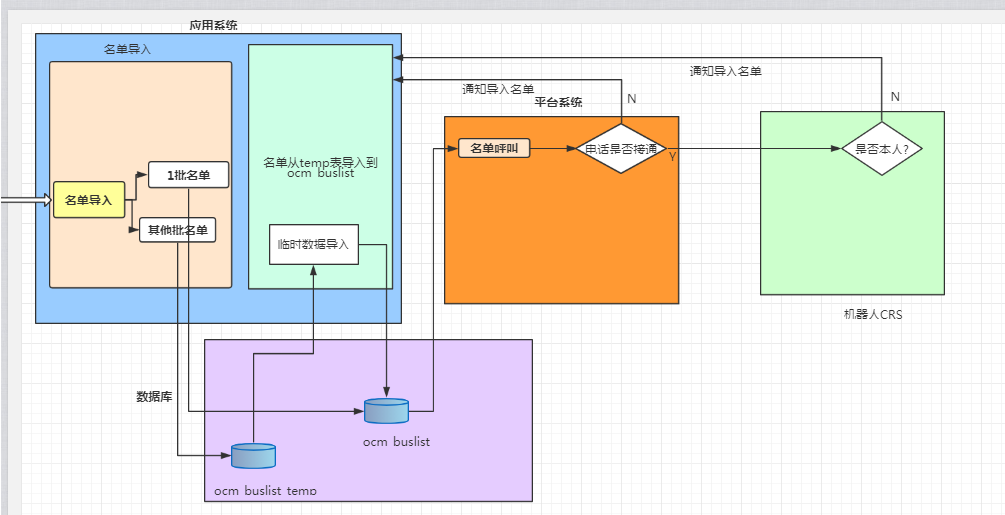 应用系统
名单导入
通知导入名单
通知导入名单
N
N
平台系统
名单从temp表导入到
ocm buslist
名单呼叫
电话是否接通
Y
是否本人?
1批名单
名单导入
其他批名单
临时数据导入
机器人CRS
数据库
ocm buslist
ocm buslist temp